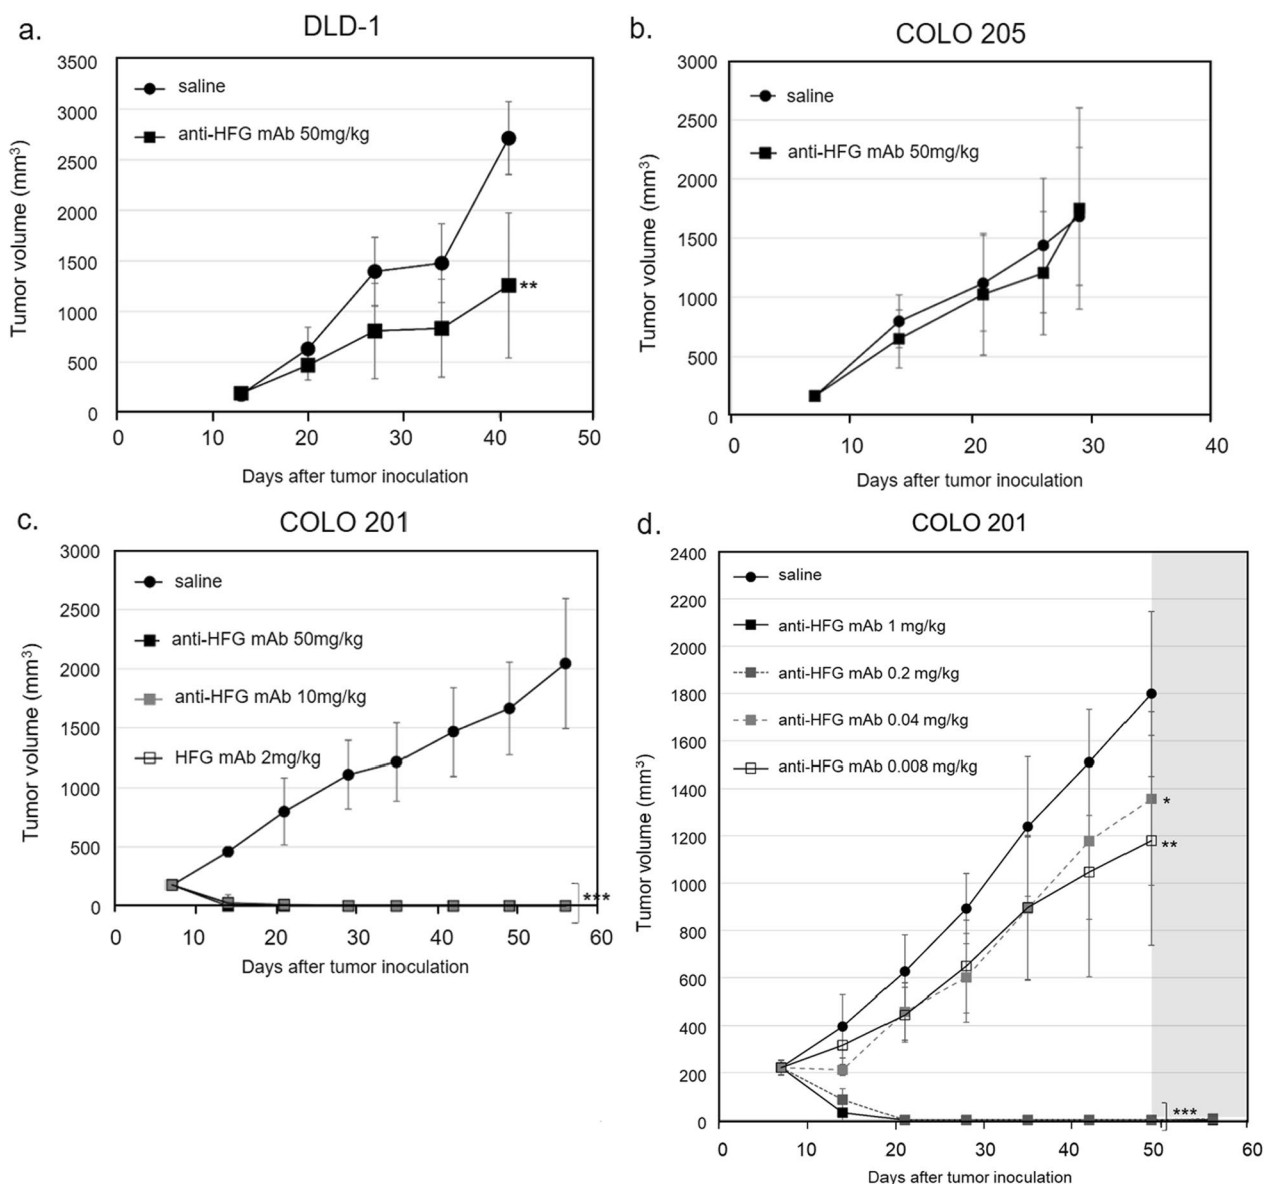 a.
DLD-1
3500
3000
2500
2000
1500
1000
500
0
Tumor volume (mm³)
saline
anti-HFG mAb 50mg/kg
**
0 10 20 30 40 50
Days after tumor inoculation
b.
COLO 205
3000
2500
2000
1500
1000
500
0
Tumor volume (mm³)
saline
anti-HFG mAb 50mg/kg
0 10 20 30 40
Days after tumor inoculation
c.
COLO 201
3000
2500
2000
1500
1000
500
0
Tumor volume (mm³)
saline
anti-HFG mAb 50mg/kg
anti-HFG mAb 10mg/kg
HFG mAb 2mg/kg
***
0 10 20 30 40 50 60
Days after tumor inoculation
d.
COLO 201
2400
2200
2000
1800
1600
1400
1200
1000
800
600
400
200
0
Tumor volume (mm³)
saline
anti-HFG mAb 1 mg/kg
anti-HFG mAb 0.2 mg/kg
anti-HFG mAb 0.04 mg/kg
anti-HFG mAb 0.008 mg/kg
*
**
***
0 10 20 30 40 50 60
Days after tumor inoculation